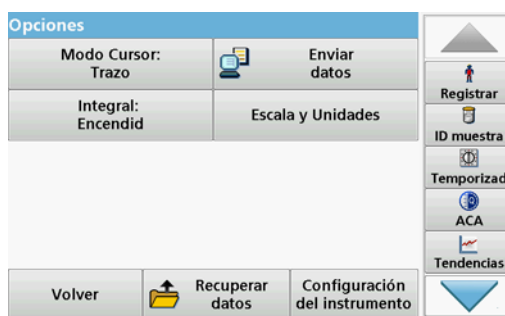 Opciones
Modo Cursor:
Trazo
Enviar
datos
Integral:
Encendid
Escala y Unidades
Volver
Recuperar
datos
Configuración
del instrumento
Registrar
ID muestra
Temporizad
ACA
Tendencias